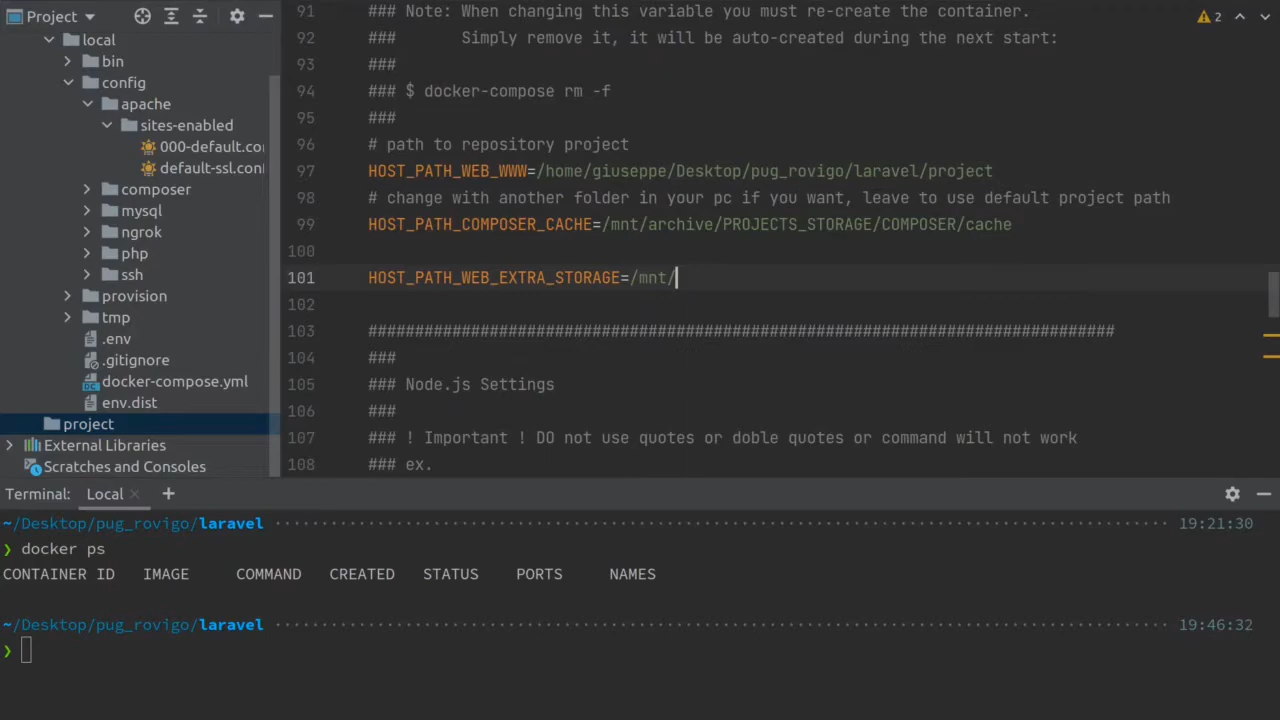 Project
local
bin
config
apache
sites-enabled
000-default.co
default-ssl.con
composer
mysql
ngrok
php
ssh
provision
tmp
.env
.gitignore
docker-compose.yml
env.dist
project
External Libraries
Scratches and Consoles
2
91 ### Note: When changing this variable you must re-create the container.
92 ###       Simply remove it, it will be auto-created during the next start:
93 ###
94 ### $ docker-compose rm -f
95 ###
96 # path to repository project
97 HOST_PATH_WEB_WWW=/home/giuseppe/Desktop/pug_rovigo/laravel/project
98 # change with another folder in your pc if you want, leave to use default project path
99 HOST_PATH_COMPOSER_CACHE=/mnt/archive/PROJECTS_STORAGE/COMPOSER/cache
100
101 HOST_PATH_WEB_EXTRA_STORAGE=/mnt/
102
103 ################################################################################
104 ###
105 ### Node.js Settings
106 ###
107 ### ! Important ! DO not use quotes or doble quotes or command will not work
108 ### ex.
Terminal: Local
~/Desktop/pug_rovigo/laravel 19:21:30
❯ docker ps
CONTAINER ID IMAGE COMMAND CREATED STATUS PORTS NAMES
~/Desktop/pug_rovigo/laravel 19:46:32
❯